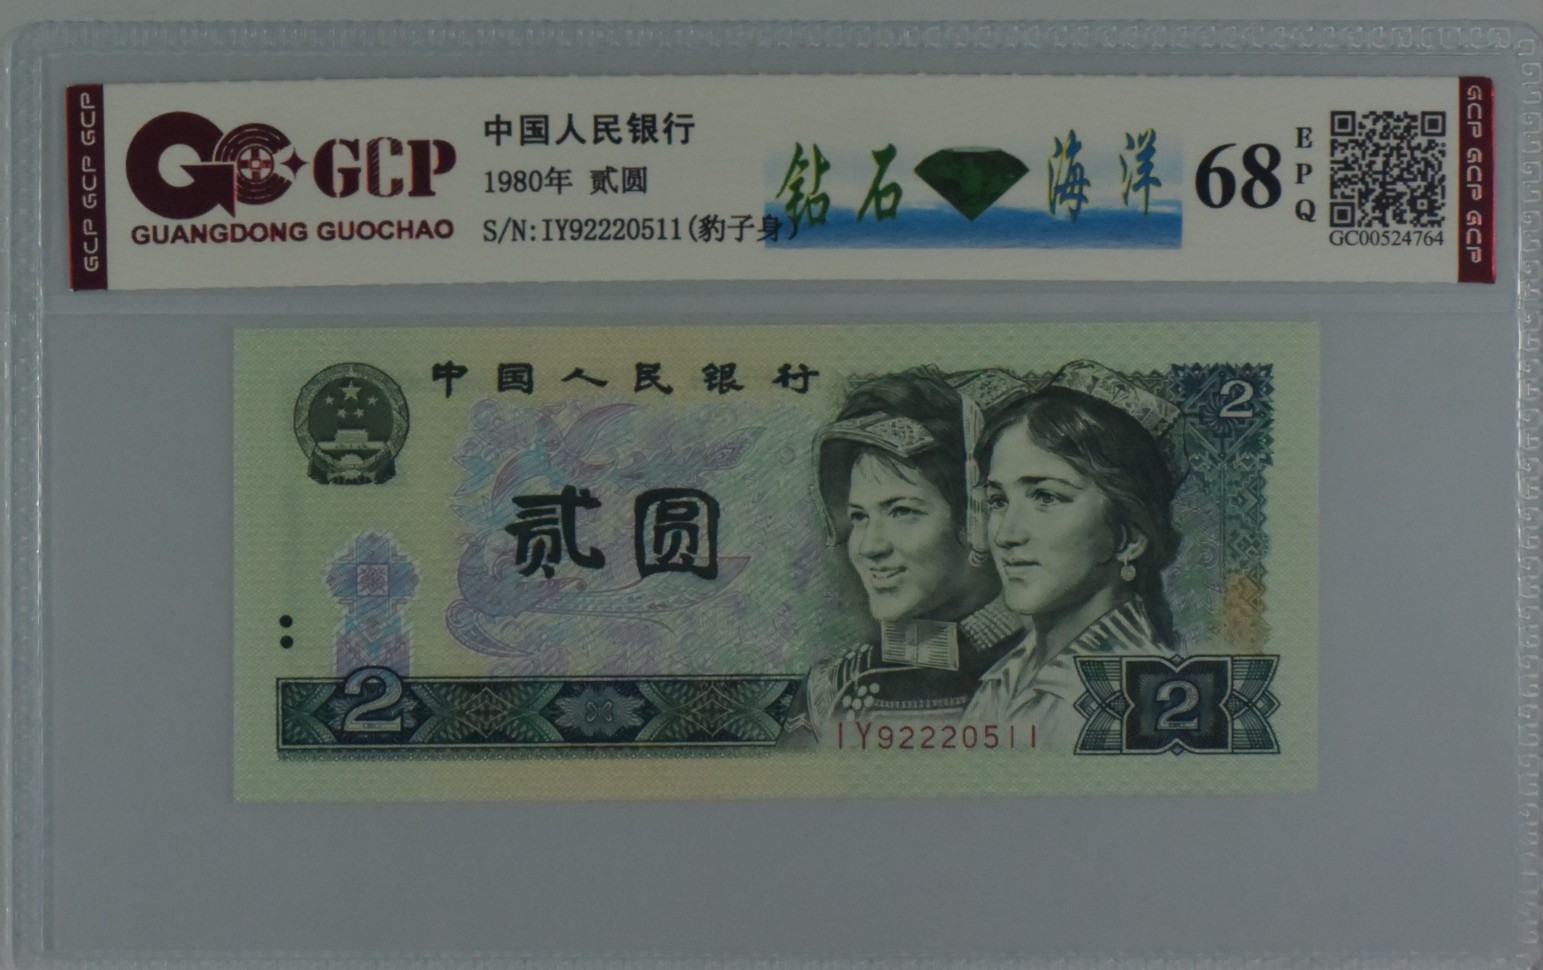 GCP GCP GCP
GCP
GUANGDONG GUOCHAO
中国人民银行
1980年 贰圆
S/N:IY92220511(豹子身)
钻石 海洋
68
EPQ
GC00524764
GCP GCP GCP
中国人民银行
2
贰圆
2
IY92220511
2